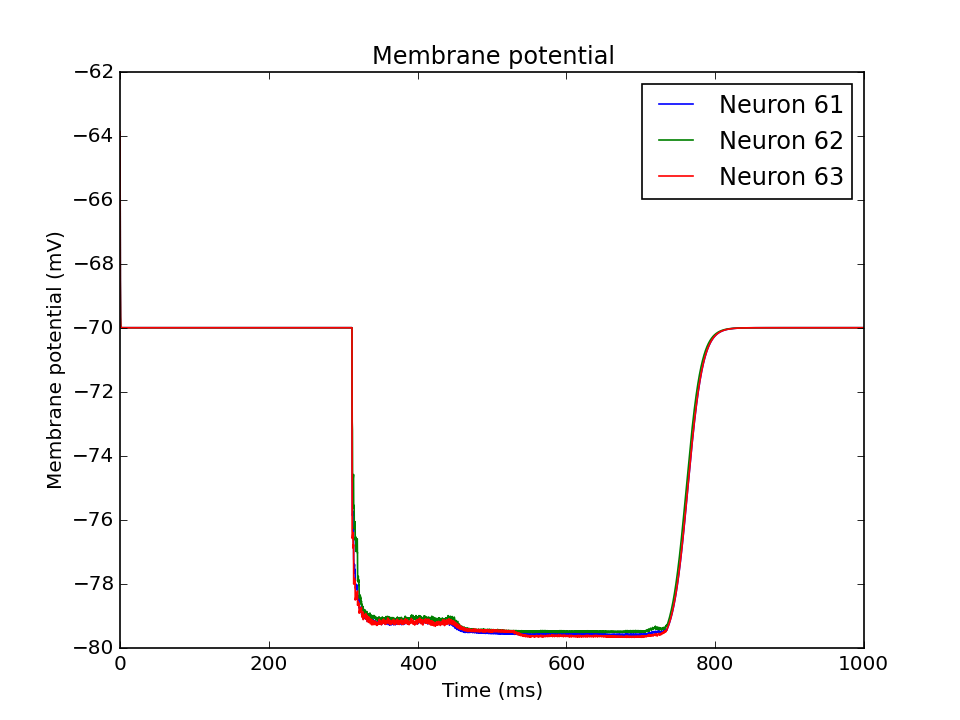 Membrane potential
Neuron 61
Neuron 62
Neuron 63
Membrane potential (mV)
−62
−64
−66
−68
−70
−72
−74
−76
−78
−80
0 200 400 600 800 1000
Time (ms)